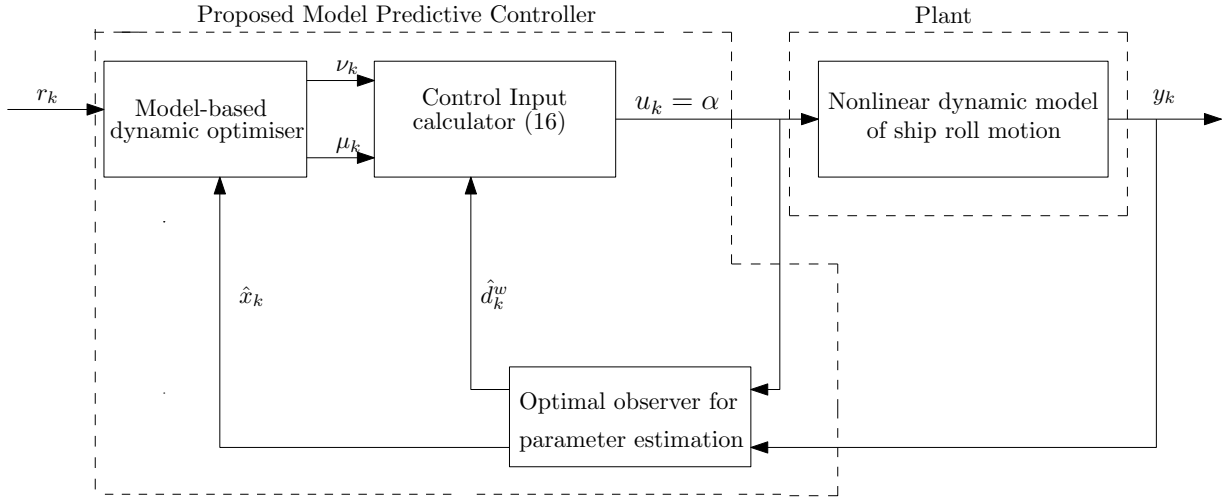 Proposed Model Predictive Controller
Plant
r_k
Model-based
dynamic optimiser
ν_k
μ_k
Control Input
calculator (16)
u_k = α
Nonlinear dynamic model
of ship roll motion
y_k
x̂_k
d̂_k^w
Optimal observer for
parameter estimation